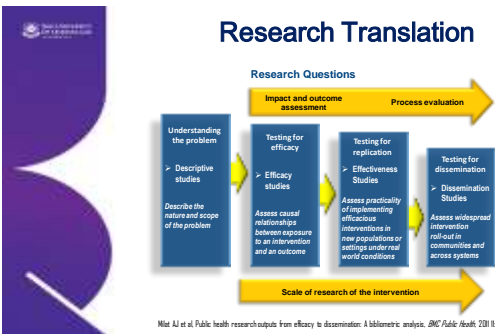 Research Translation
Research Questions
Impact and outcome
assessment
Process evaluation
Understanding
the problem
➢ Descriptive
studies
Describe the
nature and scope
of the problem
Testing for
efficacy
➢ Efficacy
studies
Assess causal
relationships
between exposure
to an intervention
and an outcome
Testing for
replication
➢ Effectiveness
Studies
Assess practicality
of implementing
efficacious
interventions in
new populations or
settings under real
world conditions
Testing for
dissemination
➢ Dissemination
Studies
Assess widespread
intervention
roll-out in
communities and
across systems
Scale of research of the intervention
Milat AJ et al, Public health research outputs from efficacy to dissemination: A bibliometric analysis, BMC Public Health, 2011